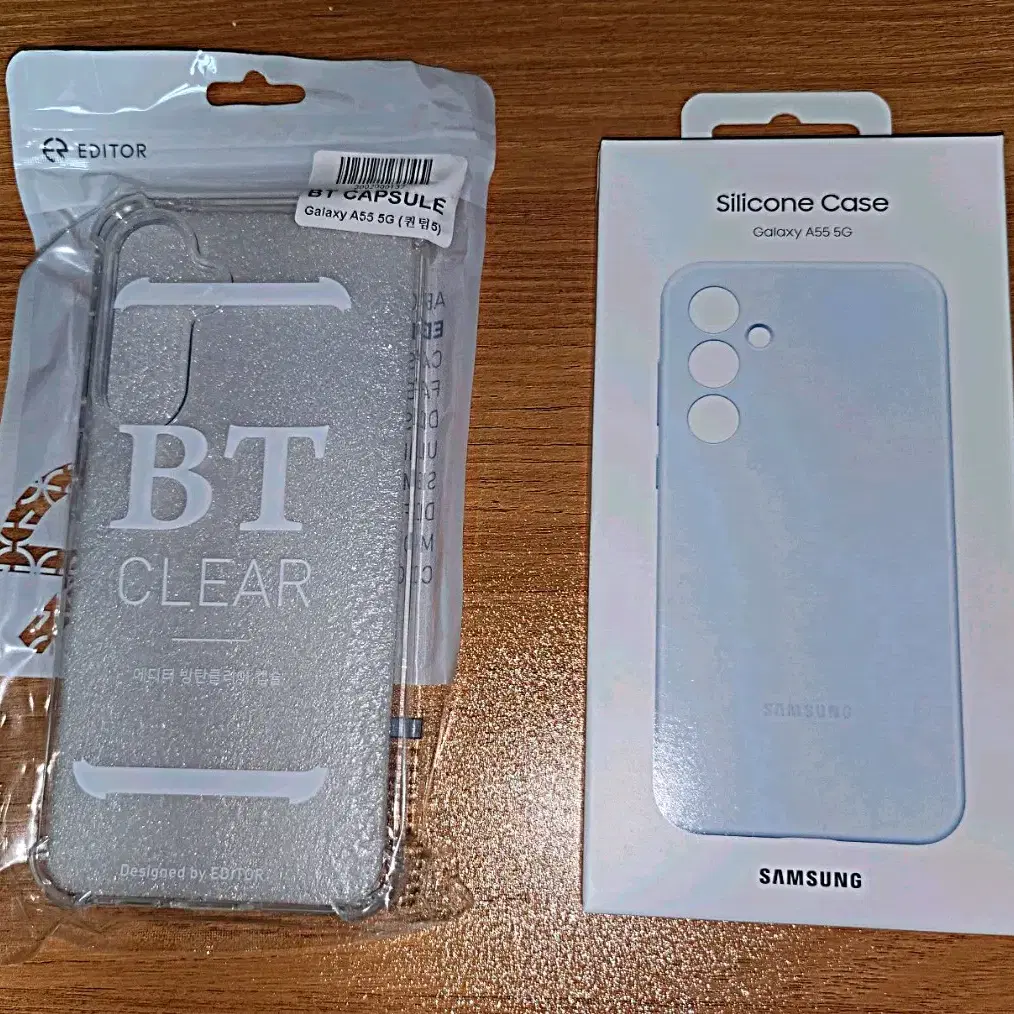 EDITOR
BT CAPSULE
Galaxy A55 5G (퀀텀5)
BT
CLEAR
에디터 방탄클리어 캡슐
Designed by EDITOR
Silicone Case
Galaxy A55 5G
SAMSUNG
SAMSUNG